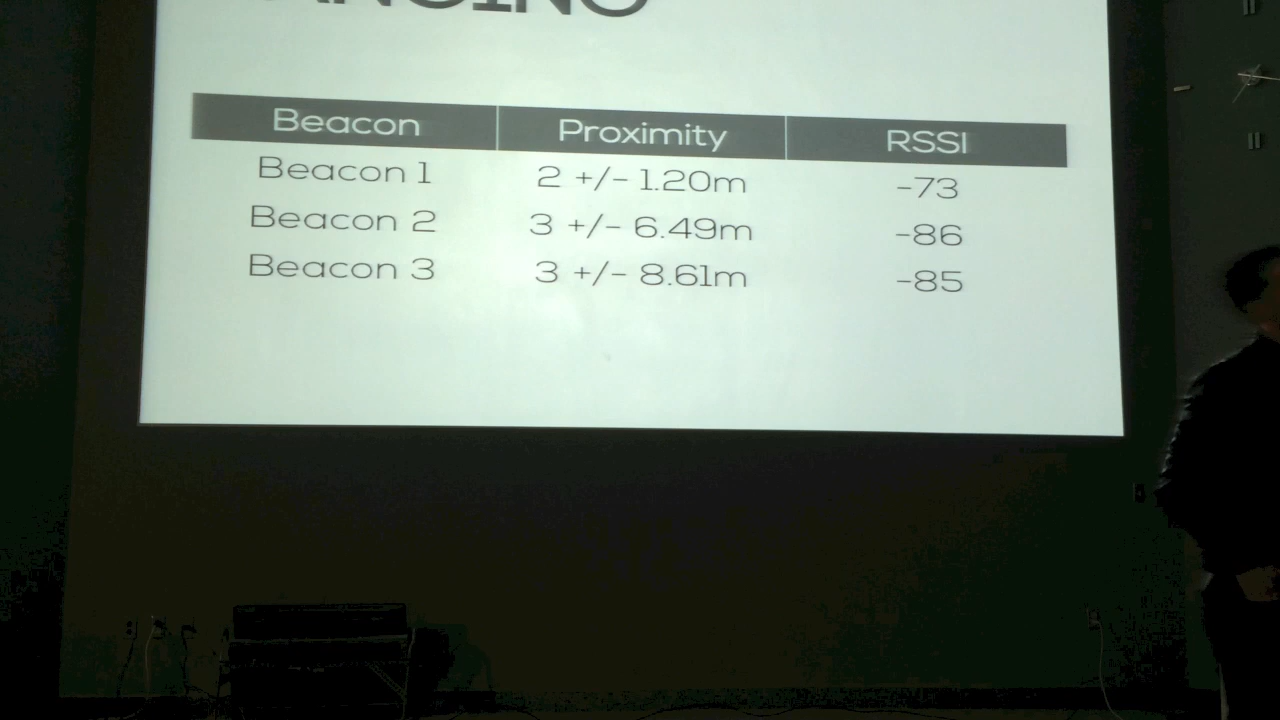 Beacon Proximity RSSI
Beacon 1 2 +/- 1.20m -73
Beacon 2 3 +/- 6.49m -86
Beacon 3 3 +/- 8.61m -85